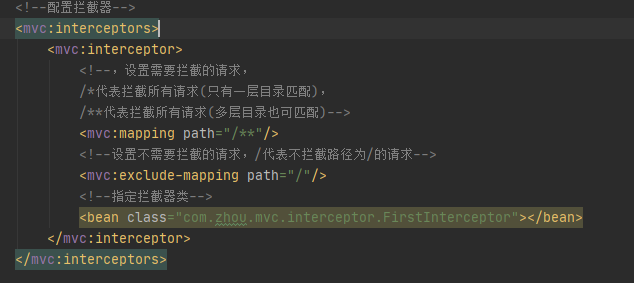 <!--配置拦截器-->
<mvc:interceptors>
<mvc:interceptor>
<!--，设置需要拦截的请求，
/*代表拦截所有请求(只有一层目录匹配)，
/**代表拦截所有请求(多层目录也可匹配)-->
<mvc:mapping path="/**"/>
<!--设置不需要拦截的请求，/代表不拦截路径为/的请求-->
<mvc:exclude-mapping path="/"/>
<!--指定拦截器类-->
<bean class="com.zhou.mvc.interceptor.FirstInterceptor"></bean>
</mvc:interceptor>
</mvc:interceptors>